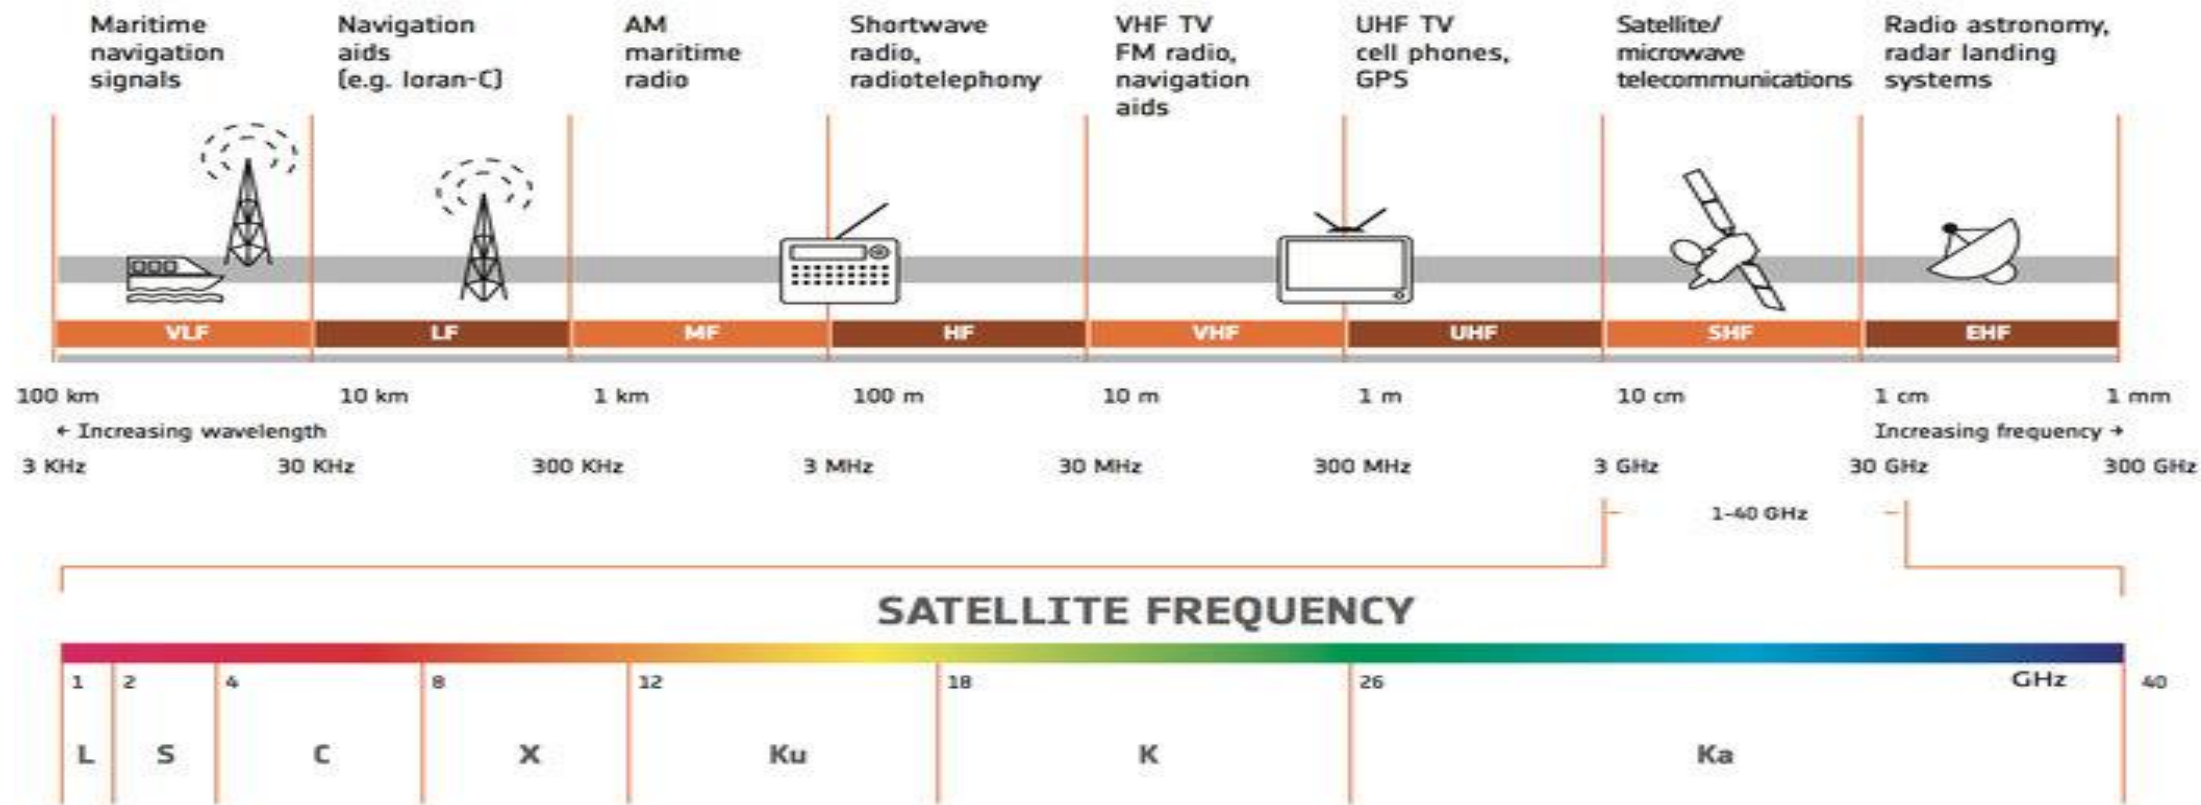 Maritime
navigation
signals
Navigation
aids
(e.g. loran-C)
AM
maritime
radio
Shortwave
radio,
radiotelephony
VHF TV
FM radio,
navigation
aids
UHF TV
cell phones,
GPS
Satellite/
microwave
telecommunications
Radio astronomy,
radar landing
systems
VLF LF MF HF VHF UHF SHF EHF
100 km 10 km 1 km 100 m 10 m 1 m 10 cm 1 cm 1 mm
← Increasing wavelength Increasing frequency →
3 KHz 30 KHz 300 KHz 3 MHz 30 MHz 300 MHz 3 GHz 30 GHz 300 GHz
1-40 GHz
SATELLITE FREQUENCY
1 2 4 8 12 18 26 GHz 40
L S C X Ku K Ka